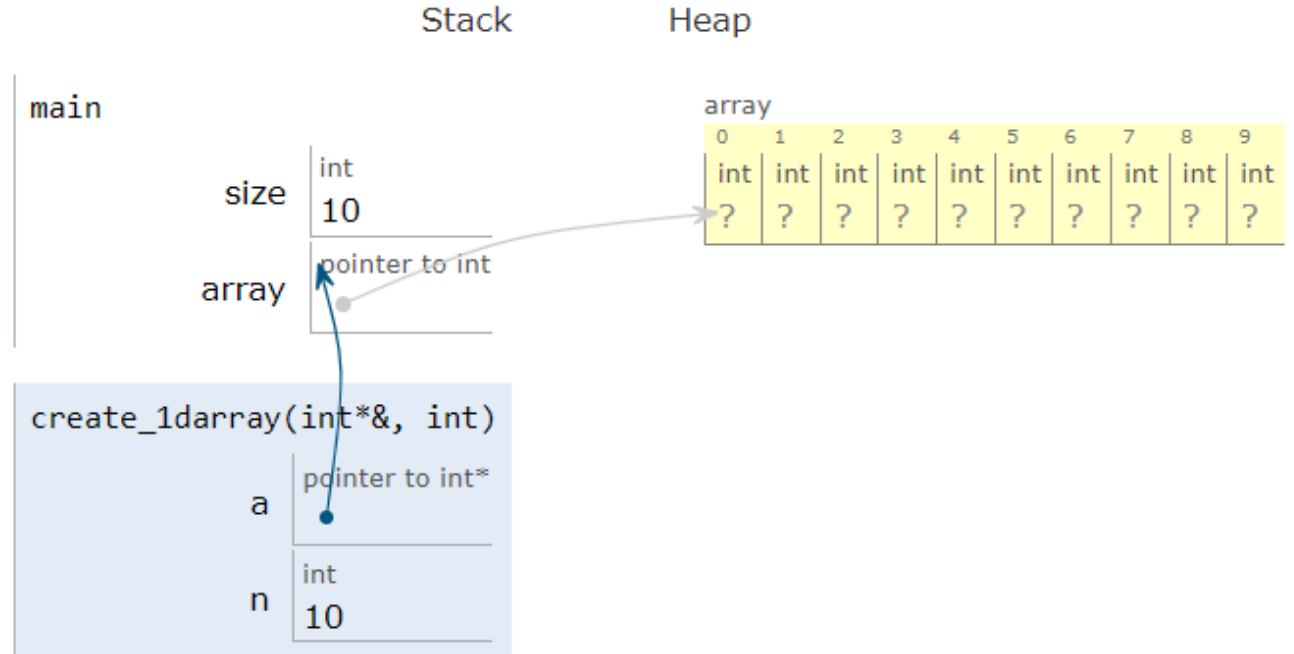 Stack Heap
main
array
0 1 2 3 4 5 6 7 8 9
int int int int int int int int int int
? ? ? ? ? ? ? ? ? ?
int
size
10
pointer to int
array
create_1darray(int*&, int)
pointer to int*
a
int
n
10